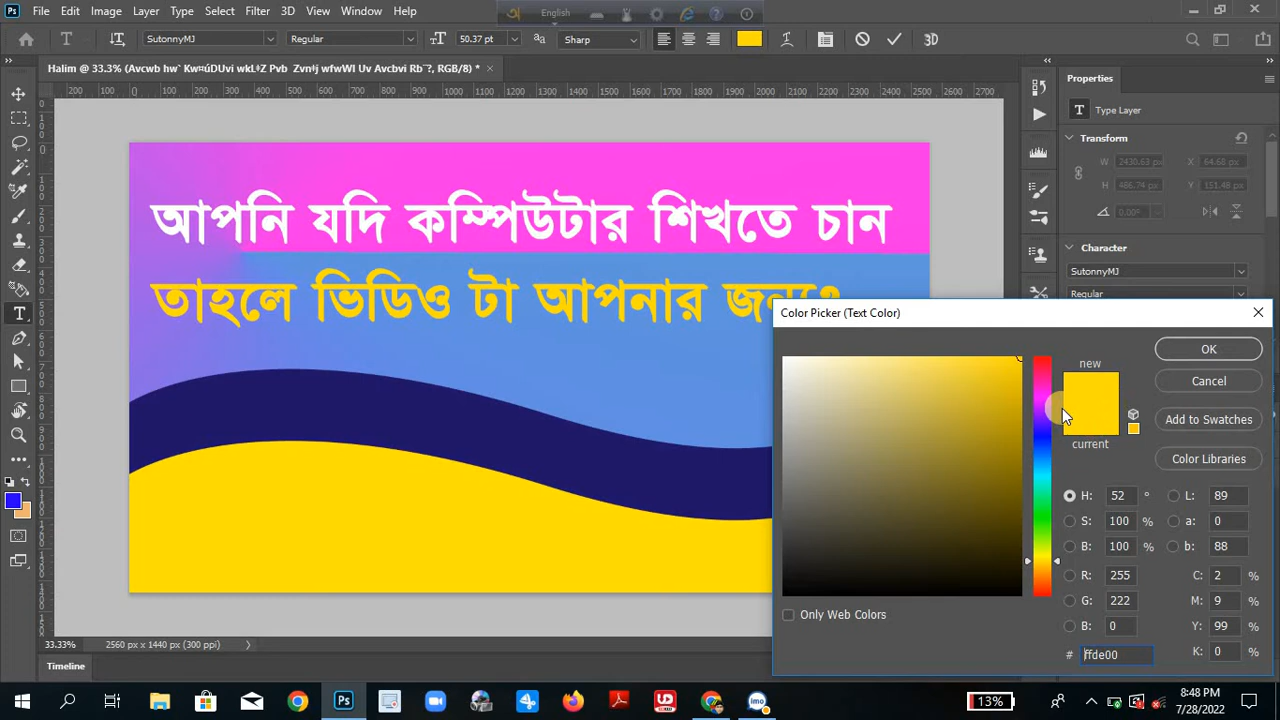 Ps File Edit Image Layer Type Select Filter 3D View Window Help
English
SutonnyMJ Regular 50.37 pt Sharp 3D
Halim @ 33.3% (Avcwb hw` Kw¤úDUvi wkL‡Z Pvb Zvn‡j wfwWI Uv Avcbvi Rb¨?, RGB/8) * ×
আপনি যদি কম্পিউটার শিখতে চান
তাহলে ভিডিও টা আপনার
Properties
T Type Layer
Transform
W 2430.63 px X 64.68 px
H 486.74 px Y 151.48 px
0.00°
Character
SutonnyMJ
Regular
Color Picker (Text Color)
new
current
OK
Cancel
Add to Swatches
Color Libraries
H: 52 ° L: 89
S: 100 % a: 0
B: 100 % b: 88
R: 255 C: 2 %
G: 222 M: 9 %
B: 0 Y: 99 %
# ffde00 K: 0 %
Only Web Colors
33.33% 2560 px x 1440 px (300 ppi)
Timeline
13%
8:48 PM
7/28/2022